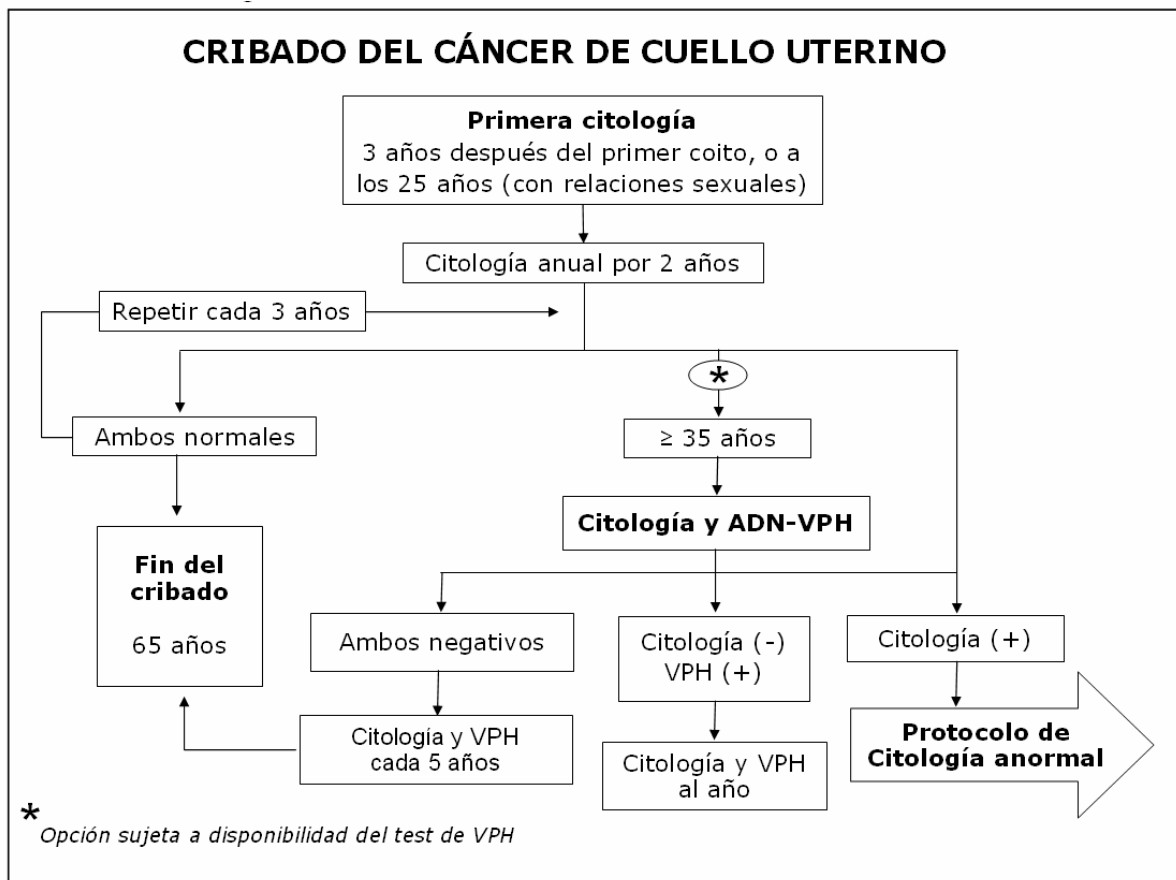 CRIBADO DEL CÁNCER DE CUELLO UTERINO
Primera citología
3 años después del primer coito, o a
los 25 años (con relaciones sexuales)
Citología anual por 2 años
Repetir cada 3 años
*
Ambos normales
≥ 35 años
Citología y ADN-VPH
Fin del
cribado
65 años
Ambos negativos
Citología (-)
VPH (+)
Citología (+)
Citología y VPH
cada 5 años
Citología y VPH
al año
Protocolo de
Citología anormal
*Opción sujeta a disponibilidad del test de VPH